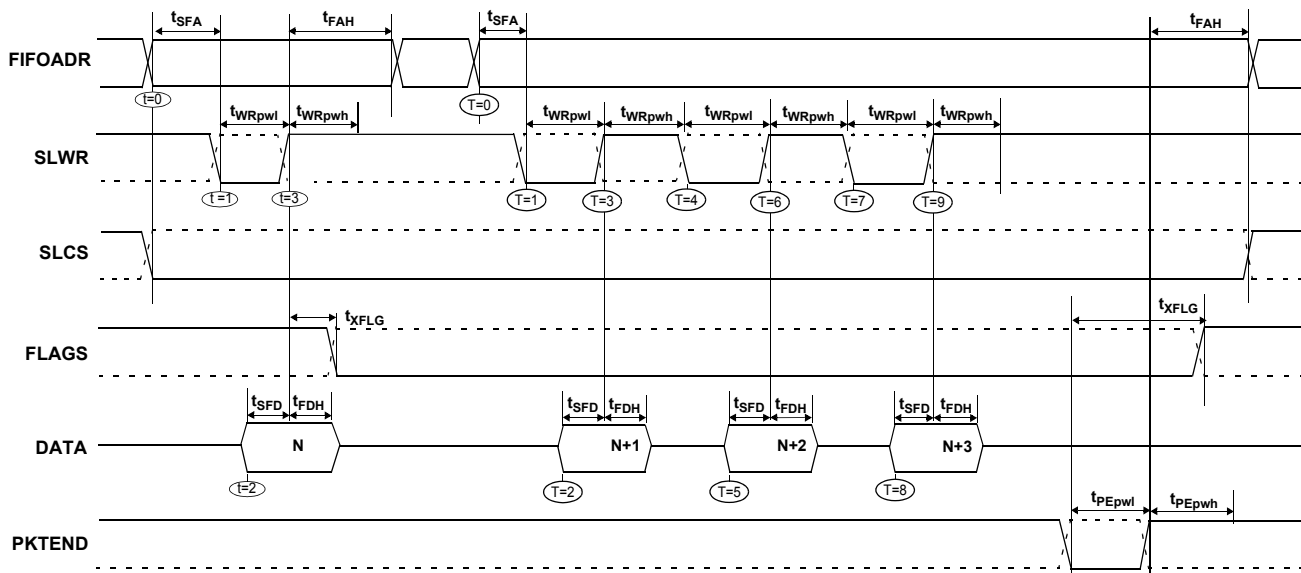 tSFA tFAH tSFA tFAH
FIFOADR
t=0 T=0
tWRpwl tWRpwh tWRpwl tWRpwh tWRpwl tWRpwh tWRpwl tWRpwh
SLWR
t =1 t=3 T=1 T=3 T=4 T=6 T=7 T=9
SLCS
tXFLG tXFLG
FLAGS
tSFD tFDH tSFD tFDH tSFD tFDH tSFD tFDH
DATA N N+1 N+2 N+3
t=2 T=2 T=5 T=8
tPEpwl tPEpwh
PKTEND